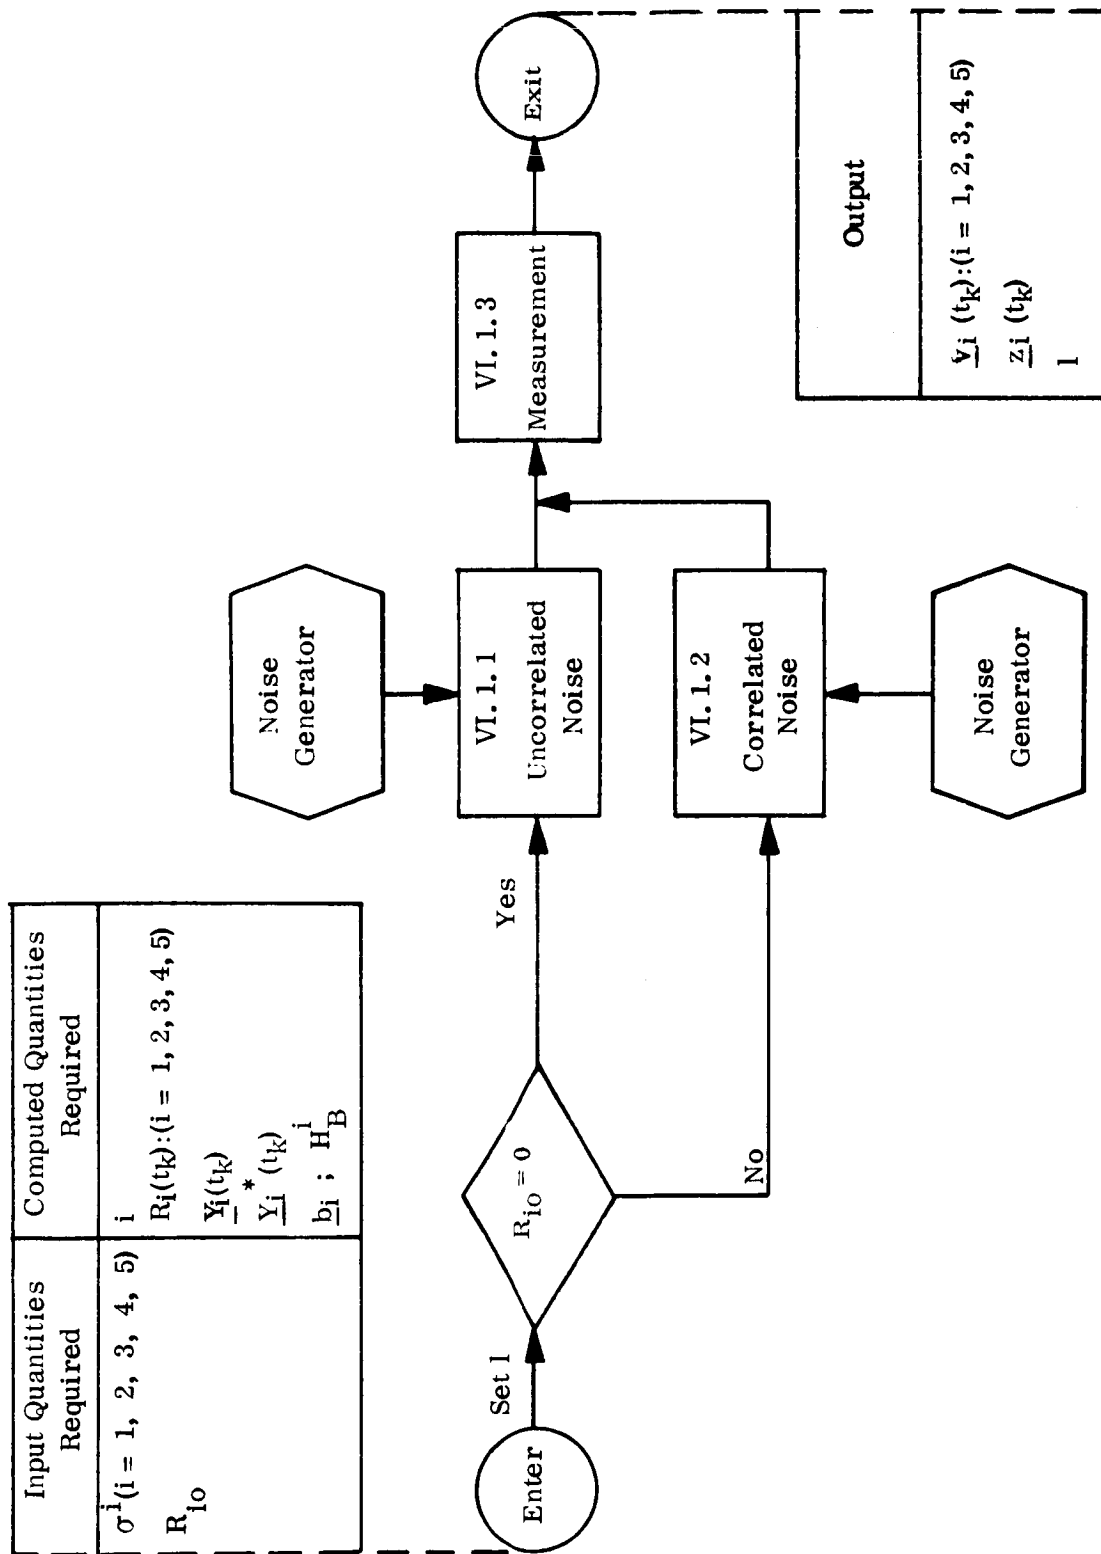 Input Quantities
Required
σⁱ(i = 1, 2, 3, 4, 5)
R_io
Computed Quantities
Required
i
R_i(t_k):(i = 1, 2, 3, 4, 5)
Y_i(t_k)
Y_i* (t_k)
b_i ; H_B^i
Enter
Set 1
R_io = 0
Yes
No
Noise
Generator
VI. 1. 1
Uncorrelated
Noise
VI. 1. 2
Correlated
Noise
Noise
Generator
VI. 1. 3
Measurement
Exit
Output
v_i (t_k):(i = 1, 2, 3, 4, 5)
z_i (t_k)
1